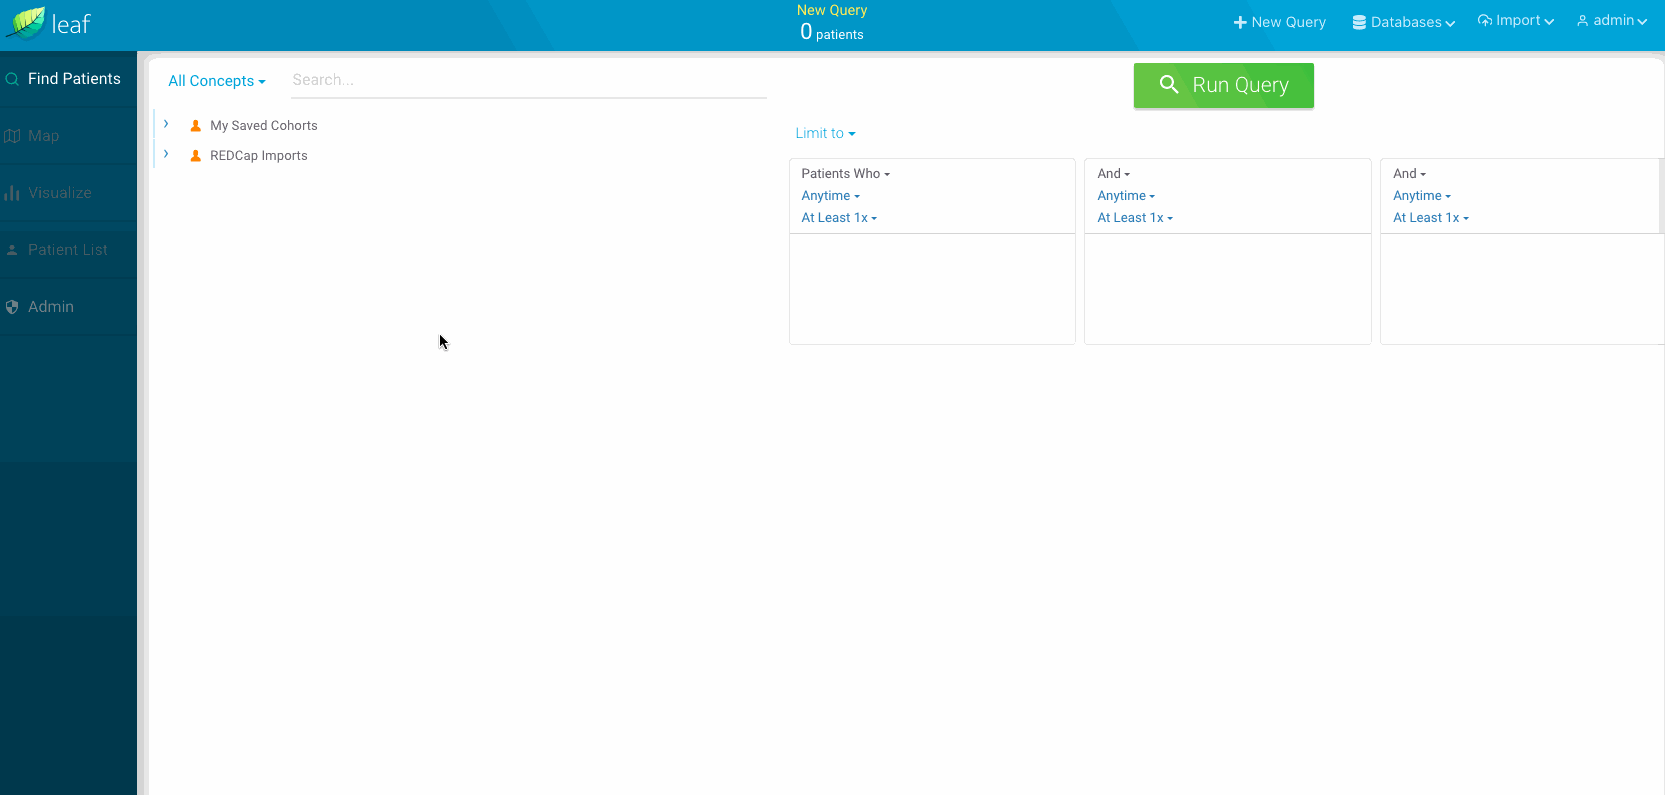 leaf
New Query
0 patients
New Query
Databases
Import
admin
Find Patients
Map
Visualize
Patient List
Admin
All Concepts
Search...
My Saved Cohorts
REDCap Imports
Run Query
Limit to
Patients Who
Anytime
At Least 1x
And
Anytime
At Least 1x
And
Anytime
At Least 1x